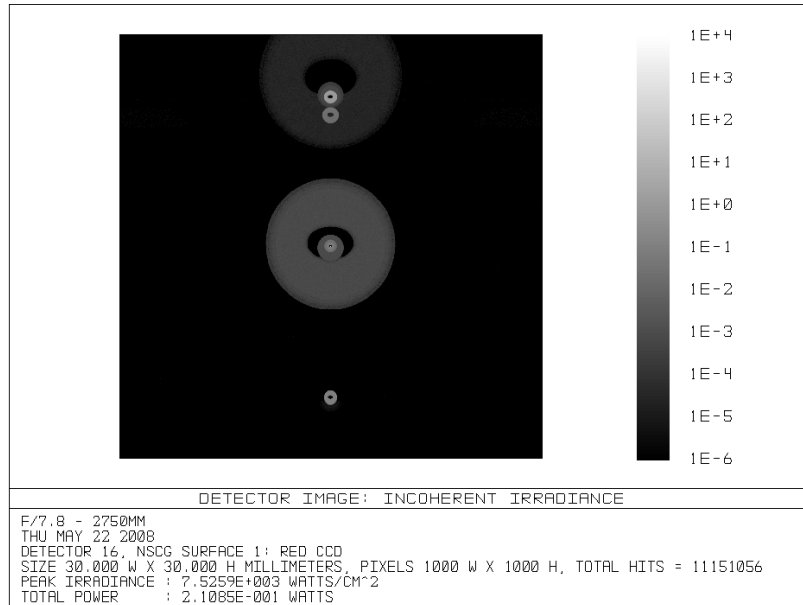 1E+4
1E+3
1E+2
1E+1
1E+0
1E-1
1E-2
1E-3
1E-4
1E-5
1E-6
DETECTOR IMAGE: INCOHERENT IRRADIANCE
F/7.8 - 2750MM
THU MAY 22 2008
DETECTOR 16, NSCG SURFACE 1: RED CCD
SIZE 30.000 W X 30.000 H MILLIMETERS, PIXELS 1000 W X 1000 H, TOTAL HITS = 11151056
PEAK IRRADIANCE : 7.5259E+003 WATTS/CM^2
TOTAL POWER : 2.1085E-001 WATTS